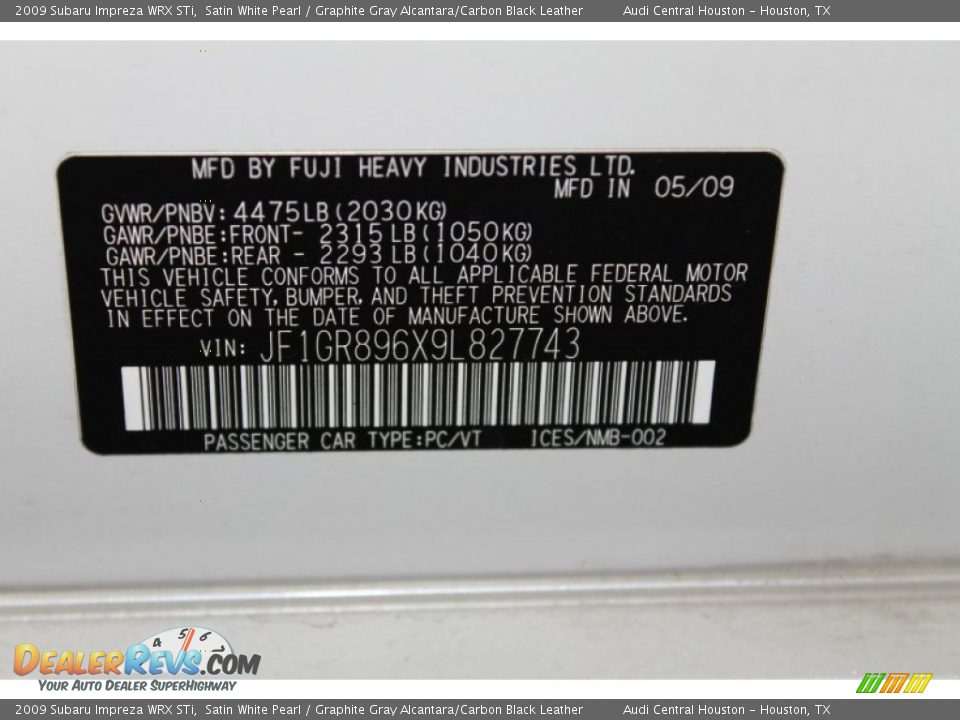 2009 Subaru Impreza WRX STi, Satin White Pearl / Graphite Gray Alcantara/Carbon Black Leather Audi Central Houston - Houston, TX
MFD BY FUJI HEAVY INDUSTRIES LTD.
MFD IN 05/09
GVWR/PNBV: 4475LB(2030KG)
GAWR/PNBE:FRONT- 2315LB(1050KG)
GAWR/PNBE:REAR - 2293LB(1040KG)
THIS VEHICLE CONFORMS TO ALL APPLICABLE FEDERAL MOTOR
VEHICLE SAFETY, BUMPER, AND THEFT PREVENTION STANDARDS
IN EFFECT ON THE DATE OF MANUFACTURE SHOWN ABOVE.
VIN: JF1GR896X9L827743
PASSENGER CAR TYPE:PC/VT ICES/NMB-002
4 5 6 7
DealerRevs.com
Your Auto Dealer SuperHighway
2009 Subaru Impreza WRX STi, Satin White Pearl / Graphite Gray Alcantara/Carbon Black Leather Audi Central Houston - Houston, TX